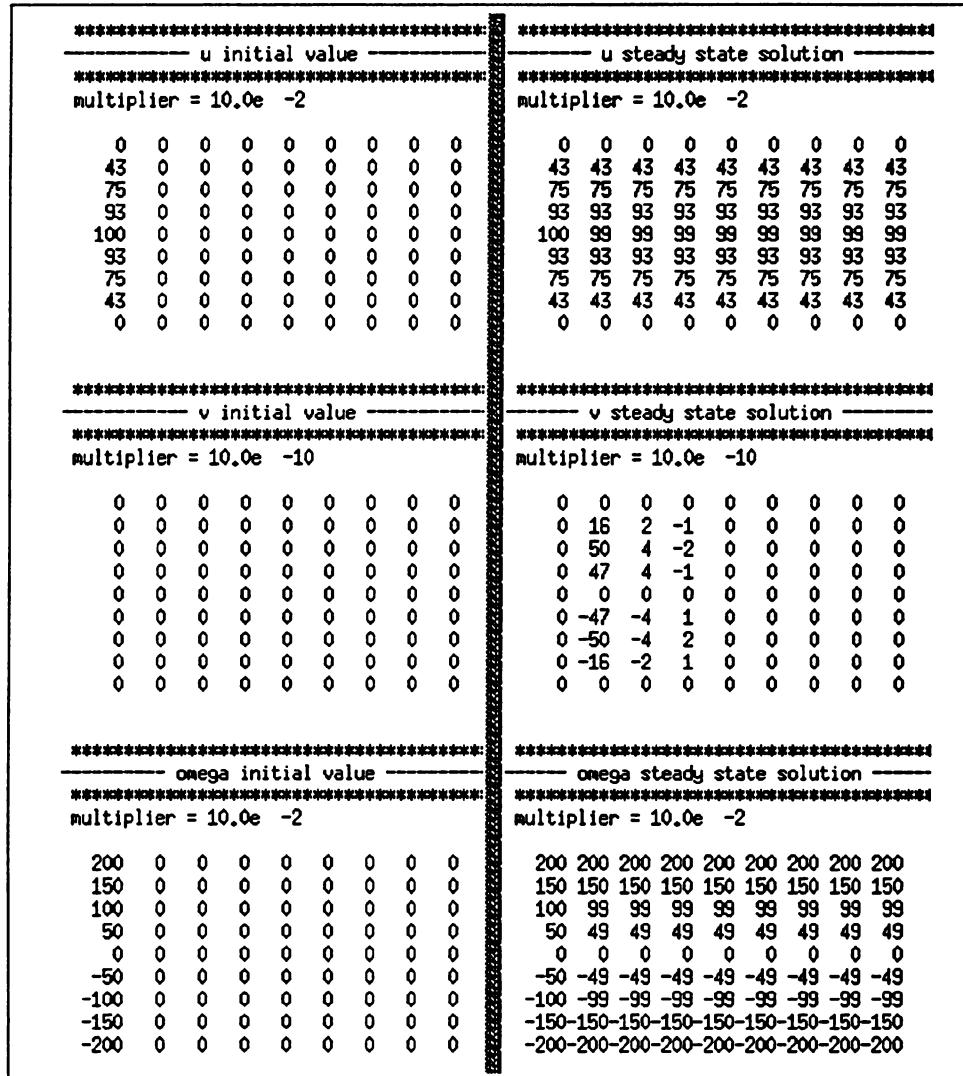 u initial value
multiplier = 10.0e -2
0 0 0 0 0 0 0 0 0
43 0 0 0 0 0 0 0 0
75 0 0 0 0 0 0 0 0
93 0 0 0 0 0 0 0 0
100 0 0 0 0 0 0 0 0
93 0 0 0 0 0 0 0 0
75 0 0 0 0 0 0 0 0
43 0 0 0 0 0 0 0 0
0 0 0 0 0 0 0 0 0
u steady state solution
multiplier = 10.0e -2
0 0 0 0 0 0 0 0 0
43 43 43 43 43 43 43 43 43
75 75 75 75 75 75 75 75 75
93 93 93 93 93 93 93 93 93
100 99 99 99 99 99 99 99 99
93 93 93 93 93 93 93 93 93
75 75 75 75 75 75 75 75 75
43 43 43 43 43 43 43 43 43
0 0 0 0 0 0 0 0 0
v initial value
multiplier = 10.0e -10
0 0 0 0 0 0 0 0 0
0 0 0 0 0 0 0 0 0
0 0 0 0 0 0 0 0 0
0 0 0 0 0 0 0 0 0
0 0 0 0 0 0 0 0 0
0 0 0 0 0 0 0 0 0
0 0 0 0 0 0 0 0 0
0 0 0 0 0 0 0 0 0
0 0 0 0 0 0 0 0 0
v steady state solution
multiplier = 10.0e -10
0 0 0 0 0 0 0 0 0
0 16 2 -1 0 0 0 0 0
0 50 4 -2 0 0 0 0 0
0 47 4 -1 0 0 0 0 0
0 0 0 0 0 0 0 0 0
0 -47 -4 1 0 0 0 0 0
0 -50 -4 2 0 0 0 0 0
0 -16 -2 1 0 0 0 0 0
0 0 0 0 0 0 0 0 0
omega initial value
multiplier = 10.0e -2
200 0 0 0 0 0 0 0 0
150 0 0 0 0 0 0 0 0
100 0 0 0 0 0 0 0 0
50 0 0 0 0 0 0 0 0
0 0 0 0 0 0 0 0 0
-50 0 0 0 0 0 0 0 0
-100 0 0 0 0 0 0 0 0
-150 0 0 0 0 0 0 0 0
-200 0 0 0 0 0 0 0 0
omega steady state solution
multiplier = 10.0e -2
200 200 200 200 200 200 200 200 200
150 150 150 150 150 150 150 150 150
100 99 99 99 99 99 99 99 99
50 49 49 49 49 49 49 49 49
0 0 0 0 0 0 0 0 0
-50 -49 -49 -49 -49 -49 -49 -49 -49
-100 -99 -99 -99 -99 -99 -99 -99 -99
-150-150-150-150-150-150-150-150-150
-200-200-200-200-200-200-200-200-200